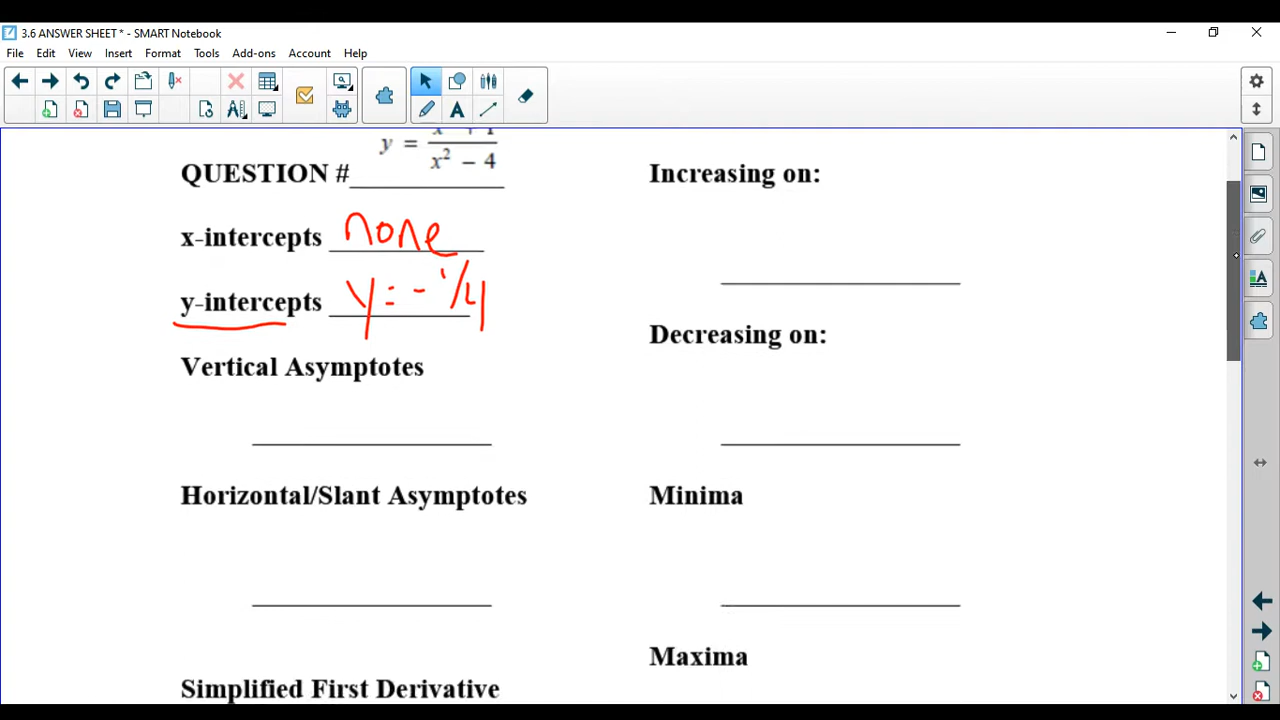 3.6 ANSWER SHEET * - SMART Notebook
File Edit View Insert Format Tools Add-ons Account Help
y = x² + 1
x² - 4
QUESTION #
x-intercepts none
y-intercepts y = - 1/4
Vertical Asymptotes
Horizontal/Slant Asymptotes
Simplified First Derivative
Increasing on:
Decreasing on:
Minima
Maxima